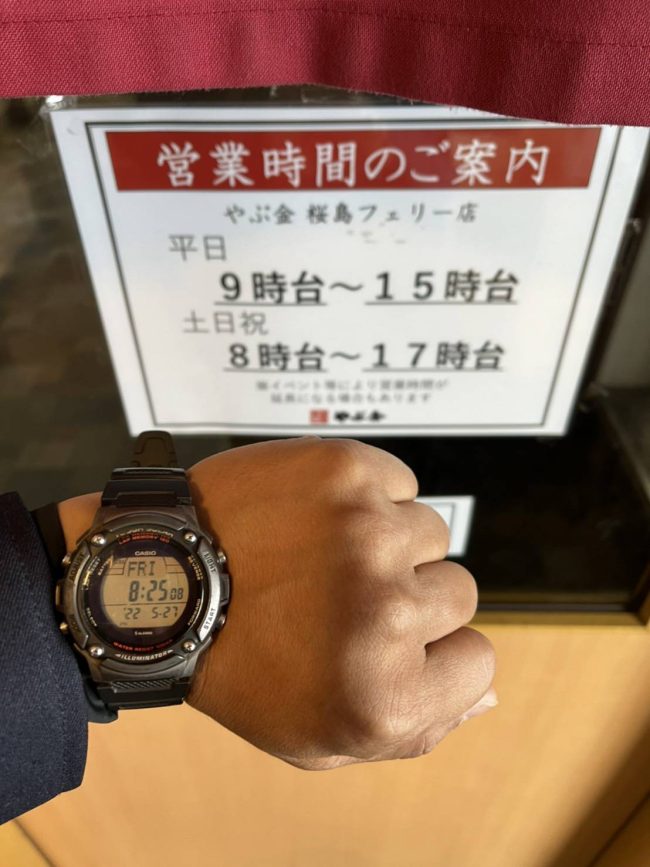 営業時間のご案内
やぶ金 桜島フェリー店
平日
9時台～15時台
土日祝
8時台～17時台
※イベント等により営業時間が
延長になる場合もあります
CASIO
FRI
8:25 08
'22 5-27
WATER RESIST
ILLUMINATOR
LIGHT
START